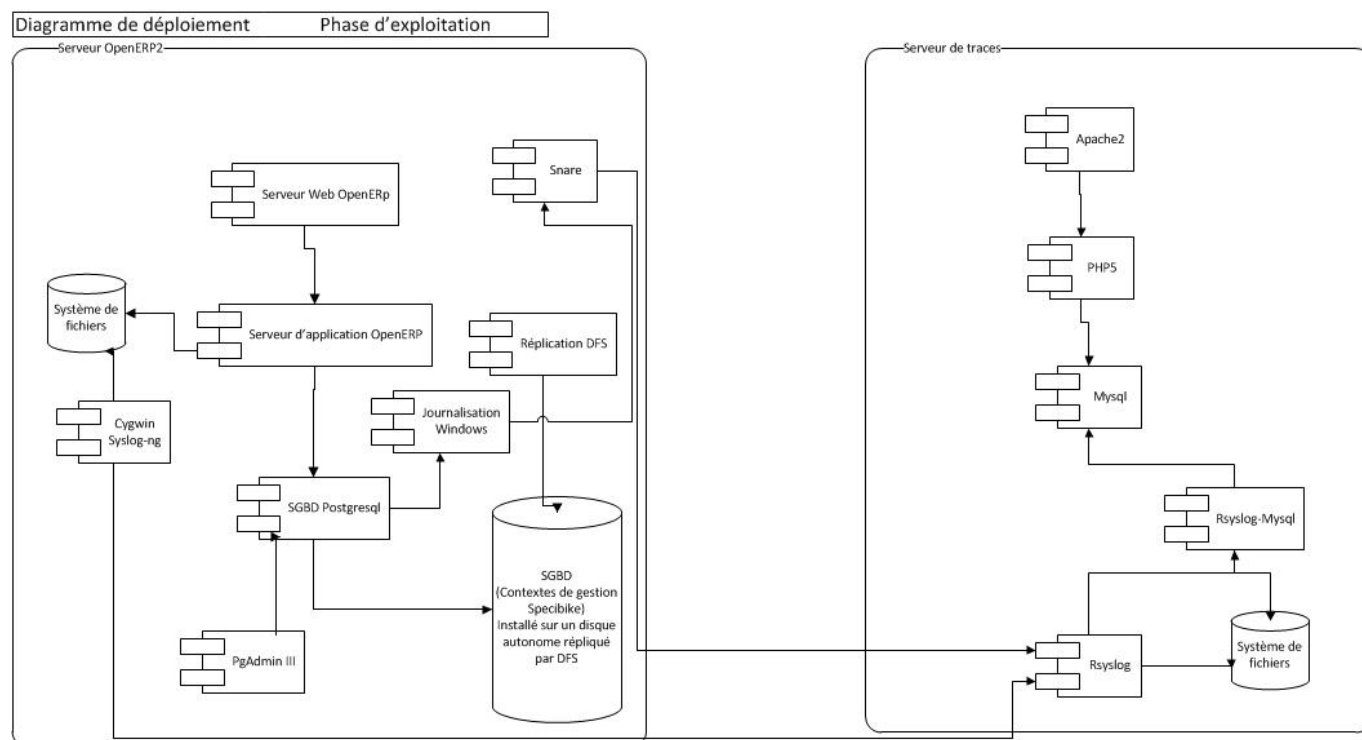 Diagramme de déploiement Phase d'exploitation
Serveur OpenERP2
Serveur de traces
Apache2
Snare
Serveur Web OpenERp
PHP5
Système de
fichiers
Serveur d'application OpenERP
Réplication DFS
Mysql
Journalisation
Windows
Cygwin
Syslog-ng
SGBD Postgresql
Rsyslog-Mysql
SGBD
(Contextes de gestion
Specibike)
Installé sur un disque
autonome répliqué
par DFS
PgAdmin III
Rsyslog
Système de
fichiers